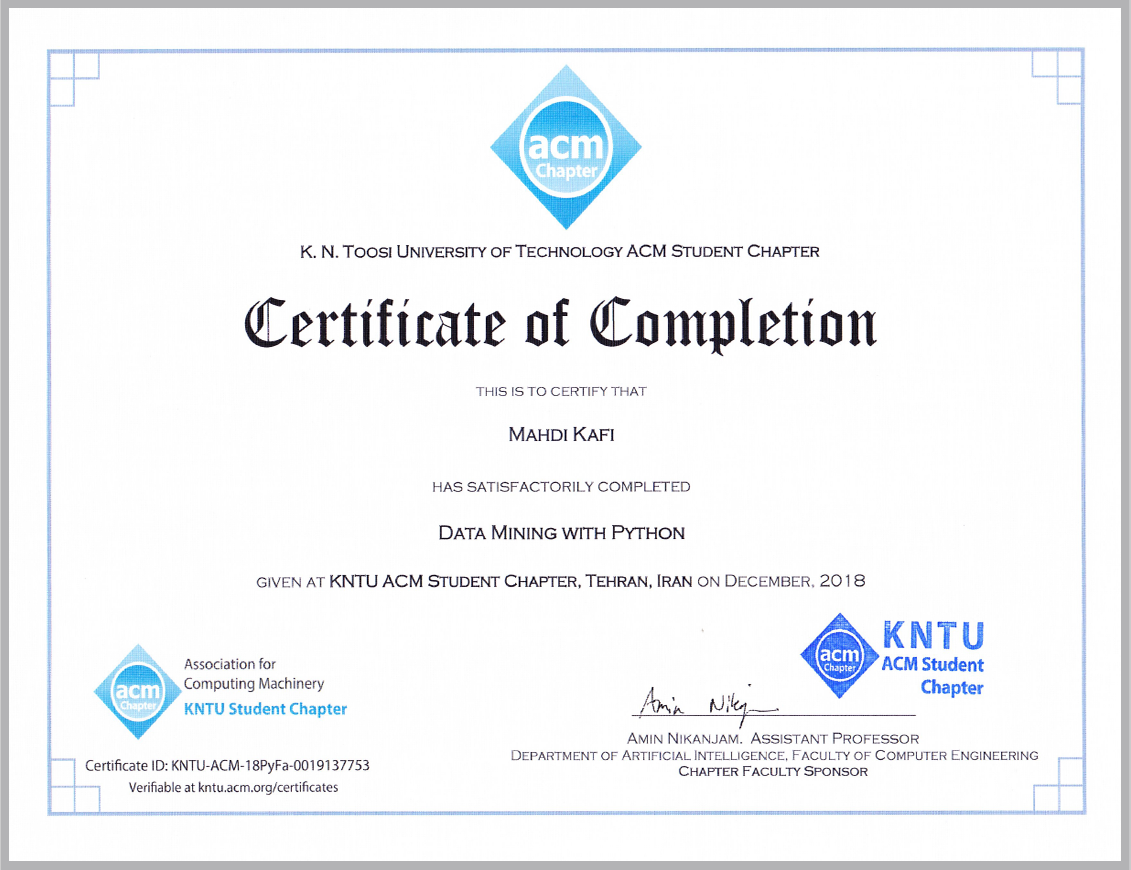 acm
Chapter
K. N. Toosi University of Technology ACM Student Chapter
Certificate of Completion
THIS IS TO CERTIFY THAT
Mahdi Kafi
HAS SATISFACTORILY COMPLETED
Data Mining with Python
GIVEN AT KNTU ACM Student Chapter, Tehran, Iran ON DECEMBER, 2018
acm
Chapter
KNTU
ACM Student
Chapter
acm
Chapter
Association for
Computing Machinery
KNTU Student Chapter
Amin Nikanjam
Amin Nikanjam. Assistant Professor
Department of Artificial Intelligence, Faculty of Computer Engineering
Chapter Faculty Sponsor
Certificate ID: KNTU-ACM-18PyFa-0019137753
Verifiable at kntu.acm.org/certificates